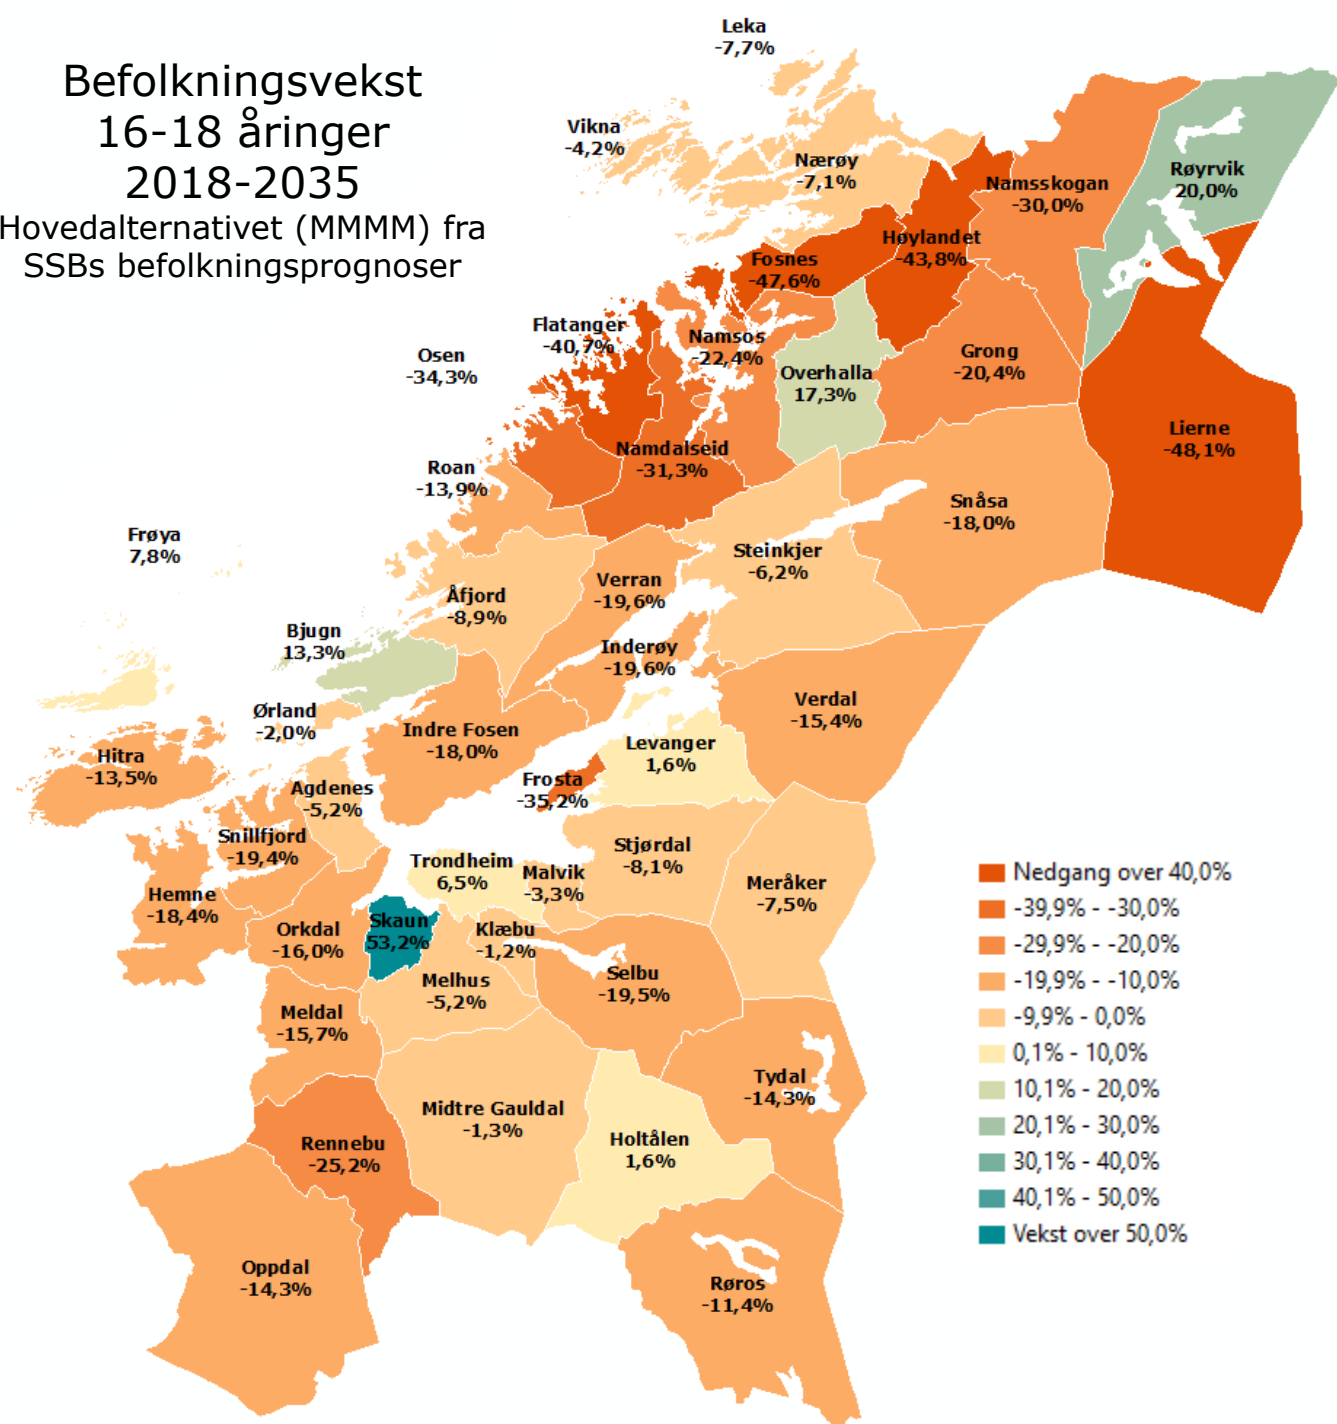 Befolkningsvekst
16-18 åringer
2018-2035
Hovedalternativet (MMMM) fra
SSBs befolkningsprognoser
Leka
-7,7%
Vikna
-4,2%
Nærøy
-7,1%
Røyrvik
20,0%
Namsskogan
-30,0%
Høylandet
-43,8%
Fosnes
-47,6%
Flatanger
-40,7%
Namsos
-22,4%
Osen
-34,3%
Overhalla
17,3%
Grong
-20,4%
Lierne
-48,1%
Namdalseid
-31,3%
Roan
-13,9%
Snåsa
-18,0%
Frøya
7,8%
Steinkjer
-6,2%
Verran
-19,6%
Åfjord
-8,9%
Bjugn
13,3%
Inderøy
-19,6%
Verdal
-15,4%
Ørland
-2,0%
Indre Fosen
-18,0%
Levanger
1,6%
Hitra
-13,5%
Frosta
-35,2%
Agdenes
-5,2%
Snillfjord
-19,4%
Stjørdal
-8,1%
Trondheim
6,5%
Malvik
-3,3%
Meråker
-7,5%
Hemne
-18,4%
Orkdal
-16,0%
Skaun
53,2%
Klæbu
-1,2%
Selbu
-19,5%
Melhus
-5,2%
Meldal
-15,7%
Tydal
-14,3%
Midtre Gauldal
-1,3%
Holtålen
1,6%
Rennebu
-25,2%
Oppdal
-14,3%
Røros
-11,4%
Nedgang over 40,0%
-39,9% - -30,0%
-29,9% - -20,0%
-19,9% - -10,0%
-9,9% - 0,0%
0,1% - 10,0%
10,1% - 20,0%
20,1% - 30,0%
30,1% - 40,0%
40,1% - 50,0%
Vekst over 50,0%